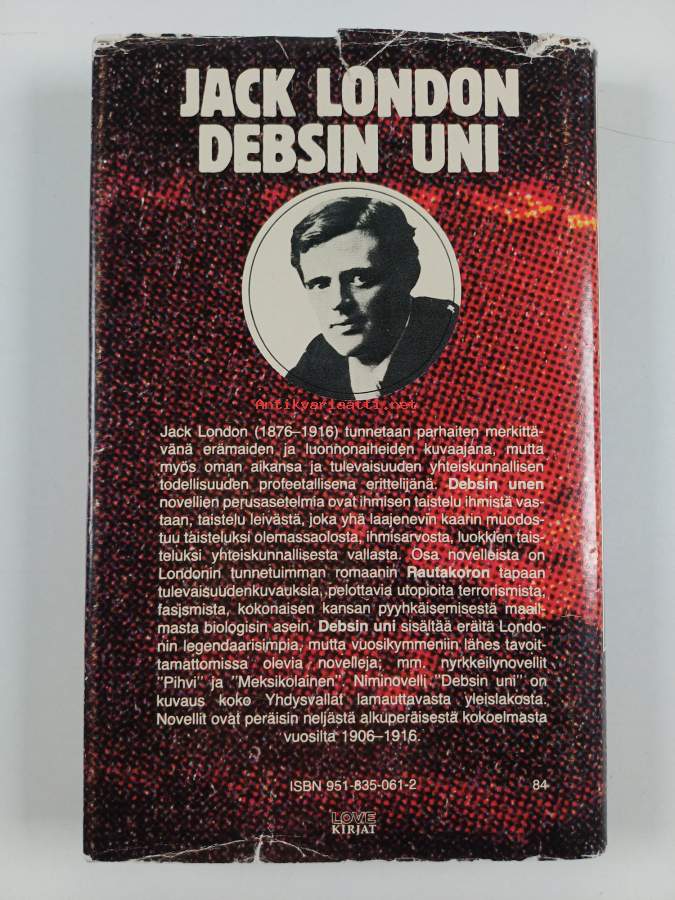 JACK LONDON
DEBSIN UNI
Antikvariaatti.net
Jack London (1876–1916) tunnetaan parhaiten merkittä-
vänä erämaiden ja luonnonaiheiden kuvaajana, mutta
myös oman aikansa ja tulevaisuuden yhteiskunnallisen
todellisuuden profeetallisena erittelijänä. Debsin unen
novellien perusasetelmia ovat ihmisen taistelu ihmistä vas-
taan, taistelu leivästä, joka yhä laajenevin kaarin muodos-
tuu taisteluksi olemassaolosta, ihmisarvosta, luokkien tais-
teluksi yhteiskunnallisesta vallasta. Osa novelleista on
Londonin tunnetuimman romaanin Rautakoron tapaan
tulevaisuudenkuvauksia, pelottavia utopioita terrorismista,
fasismista, kokonaisen kansan pyyhkäisemisestä maail-
masta biologisin asein. Debsin uni sisältää eräitä Londo-
nin legendaarisimpia, mutta vuosikymmeniin lähes tavoit-
tamattomissa olevia novelleja; mm. nyrkkeilynovellit
"Pihvi" ja "Meksikolainen". Niminovelli "Debsin uni" on
kuvaus koko Yhdysvallat lamauttavasta yleislakosta.
Novellit ovat peräisin neljästä alkuperäisestä kokoelmasta
vuosilta 1906–1916.
ISBN 951-835-061-2
84
LOVE
KIRJAT